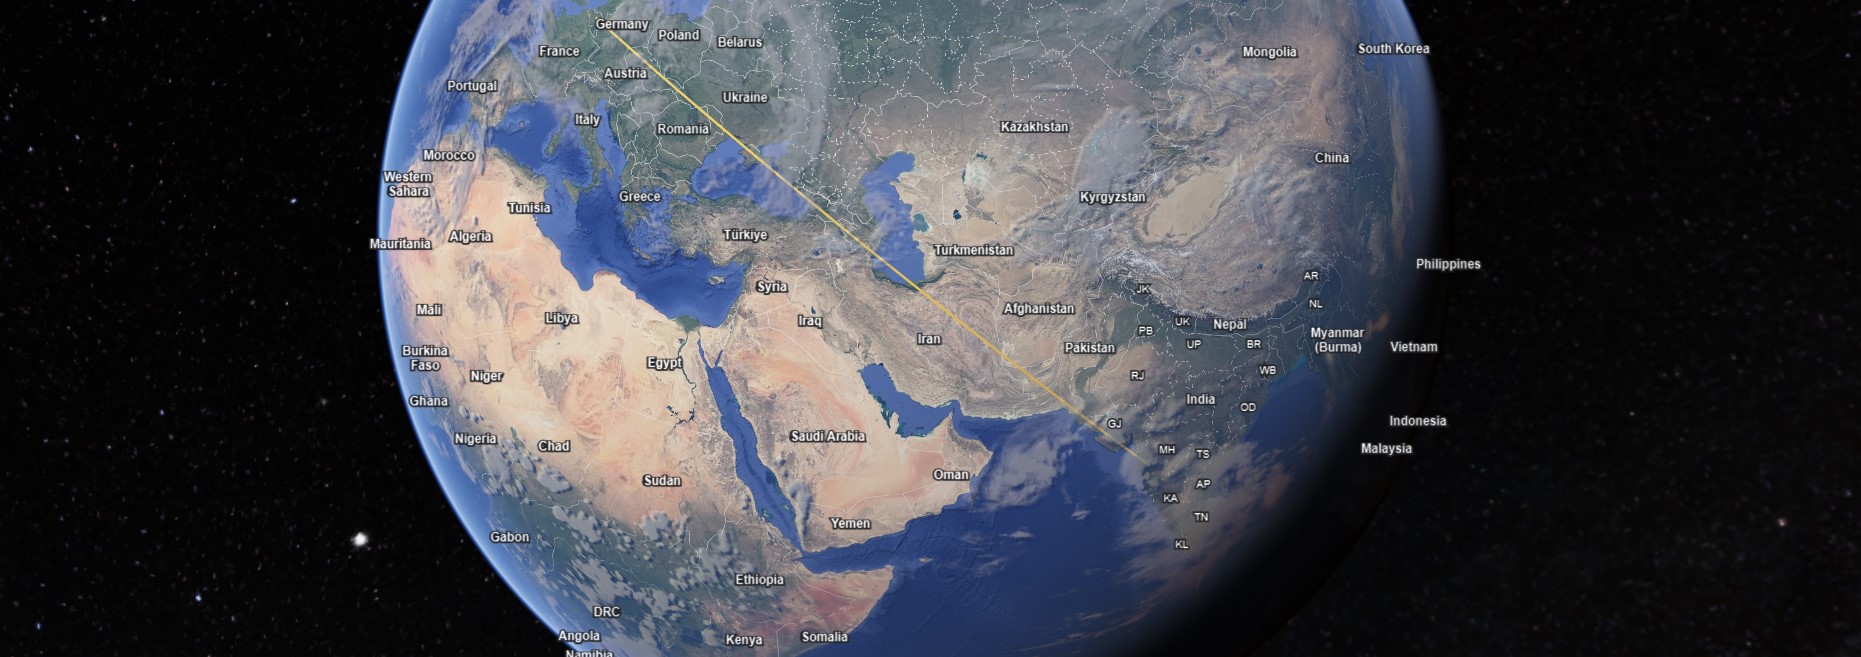 Germany
Poland
Belarus
France
Mongolia
South Korea
Austria
Portugal
Ukraine
Italy
Romania
Kazakhstan
Morocco
China
Western
Sahara
Greece
Kyrgyzstan
Tunisia
Algeria
Türkiye
Mauritania
Turkmenistan
Philippines
AR
Syria
JK
Mali
Libya
Iraq
Afghanistan
NL
UK
Nepal
PB
Iran
Myanmar
(Burma)
UP
BR
Vietnam
Pakistan
Burkina
Faso
Egypt
WB
Niger
RJ
Ghana
India
OD
Indonesia
GJ
Nigeria
Chad
Saudi Arabia
MH
TS
Malaysia
Sudan
Oman
AP
KA
TN
Yemen
Gabon
KL
Ethiopia
DRC
Angola
Kenya
Somalia
Namibia